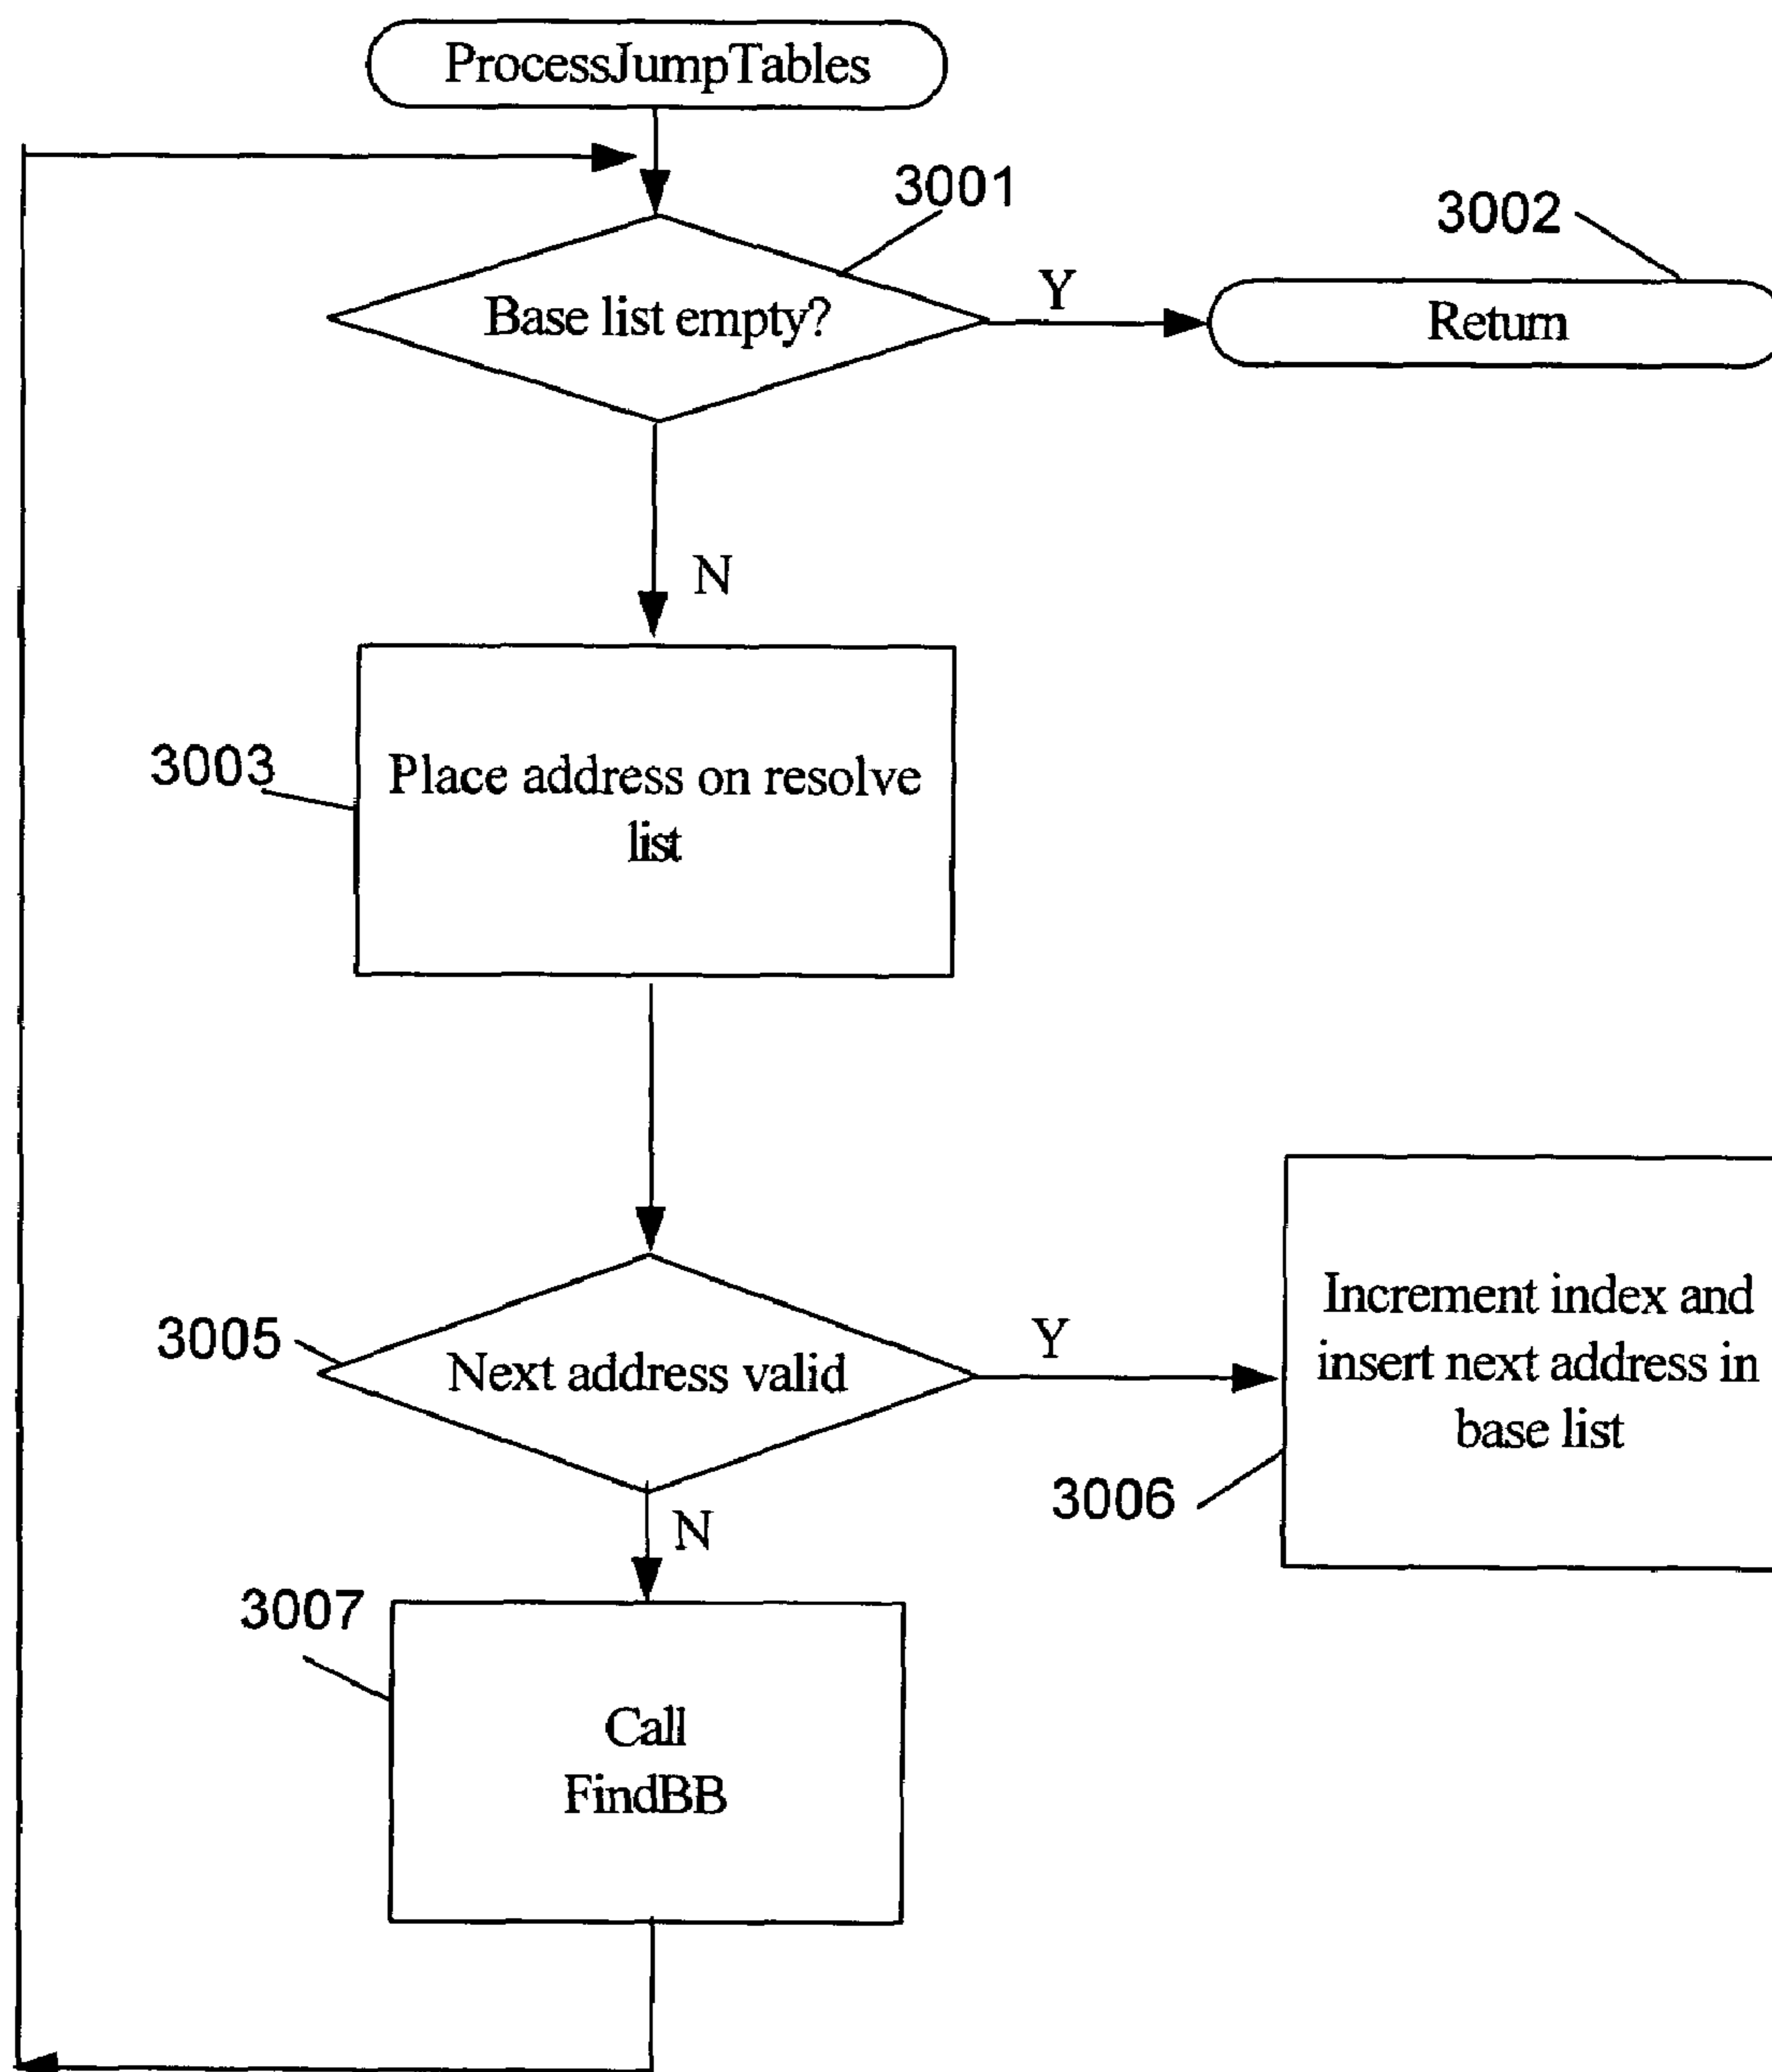 ProcessJumpTables
3001
3002
Base list empty?
Y
Return
N
3003
Place address on resolve
list
3005
Next address valid
Y
Increment index and
insert next address in
base list
3006
N
3007
Call
FindBB